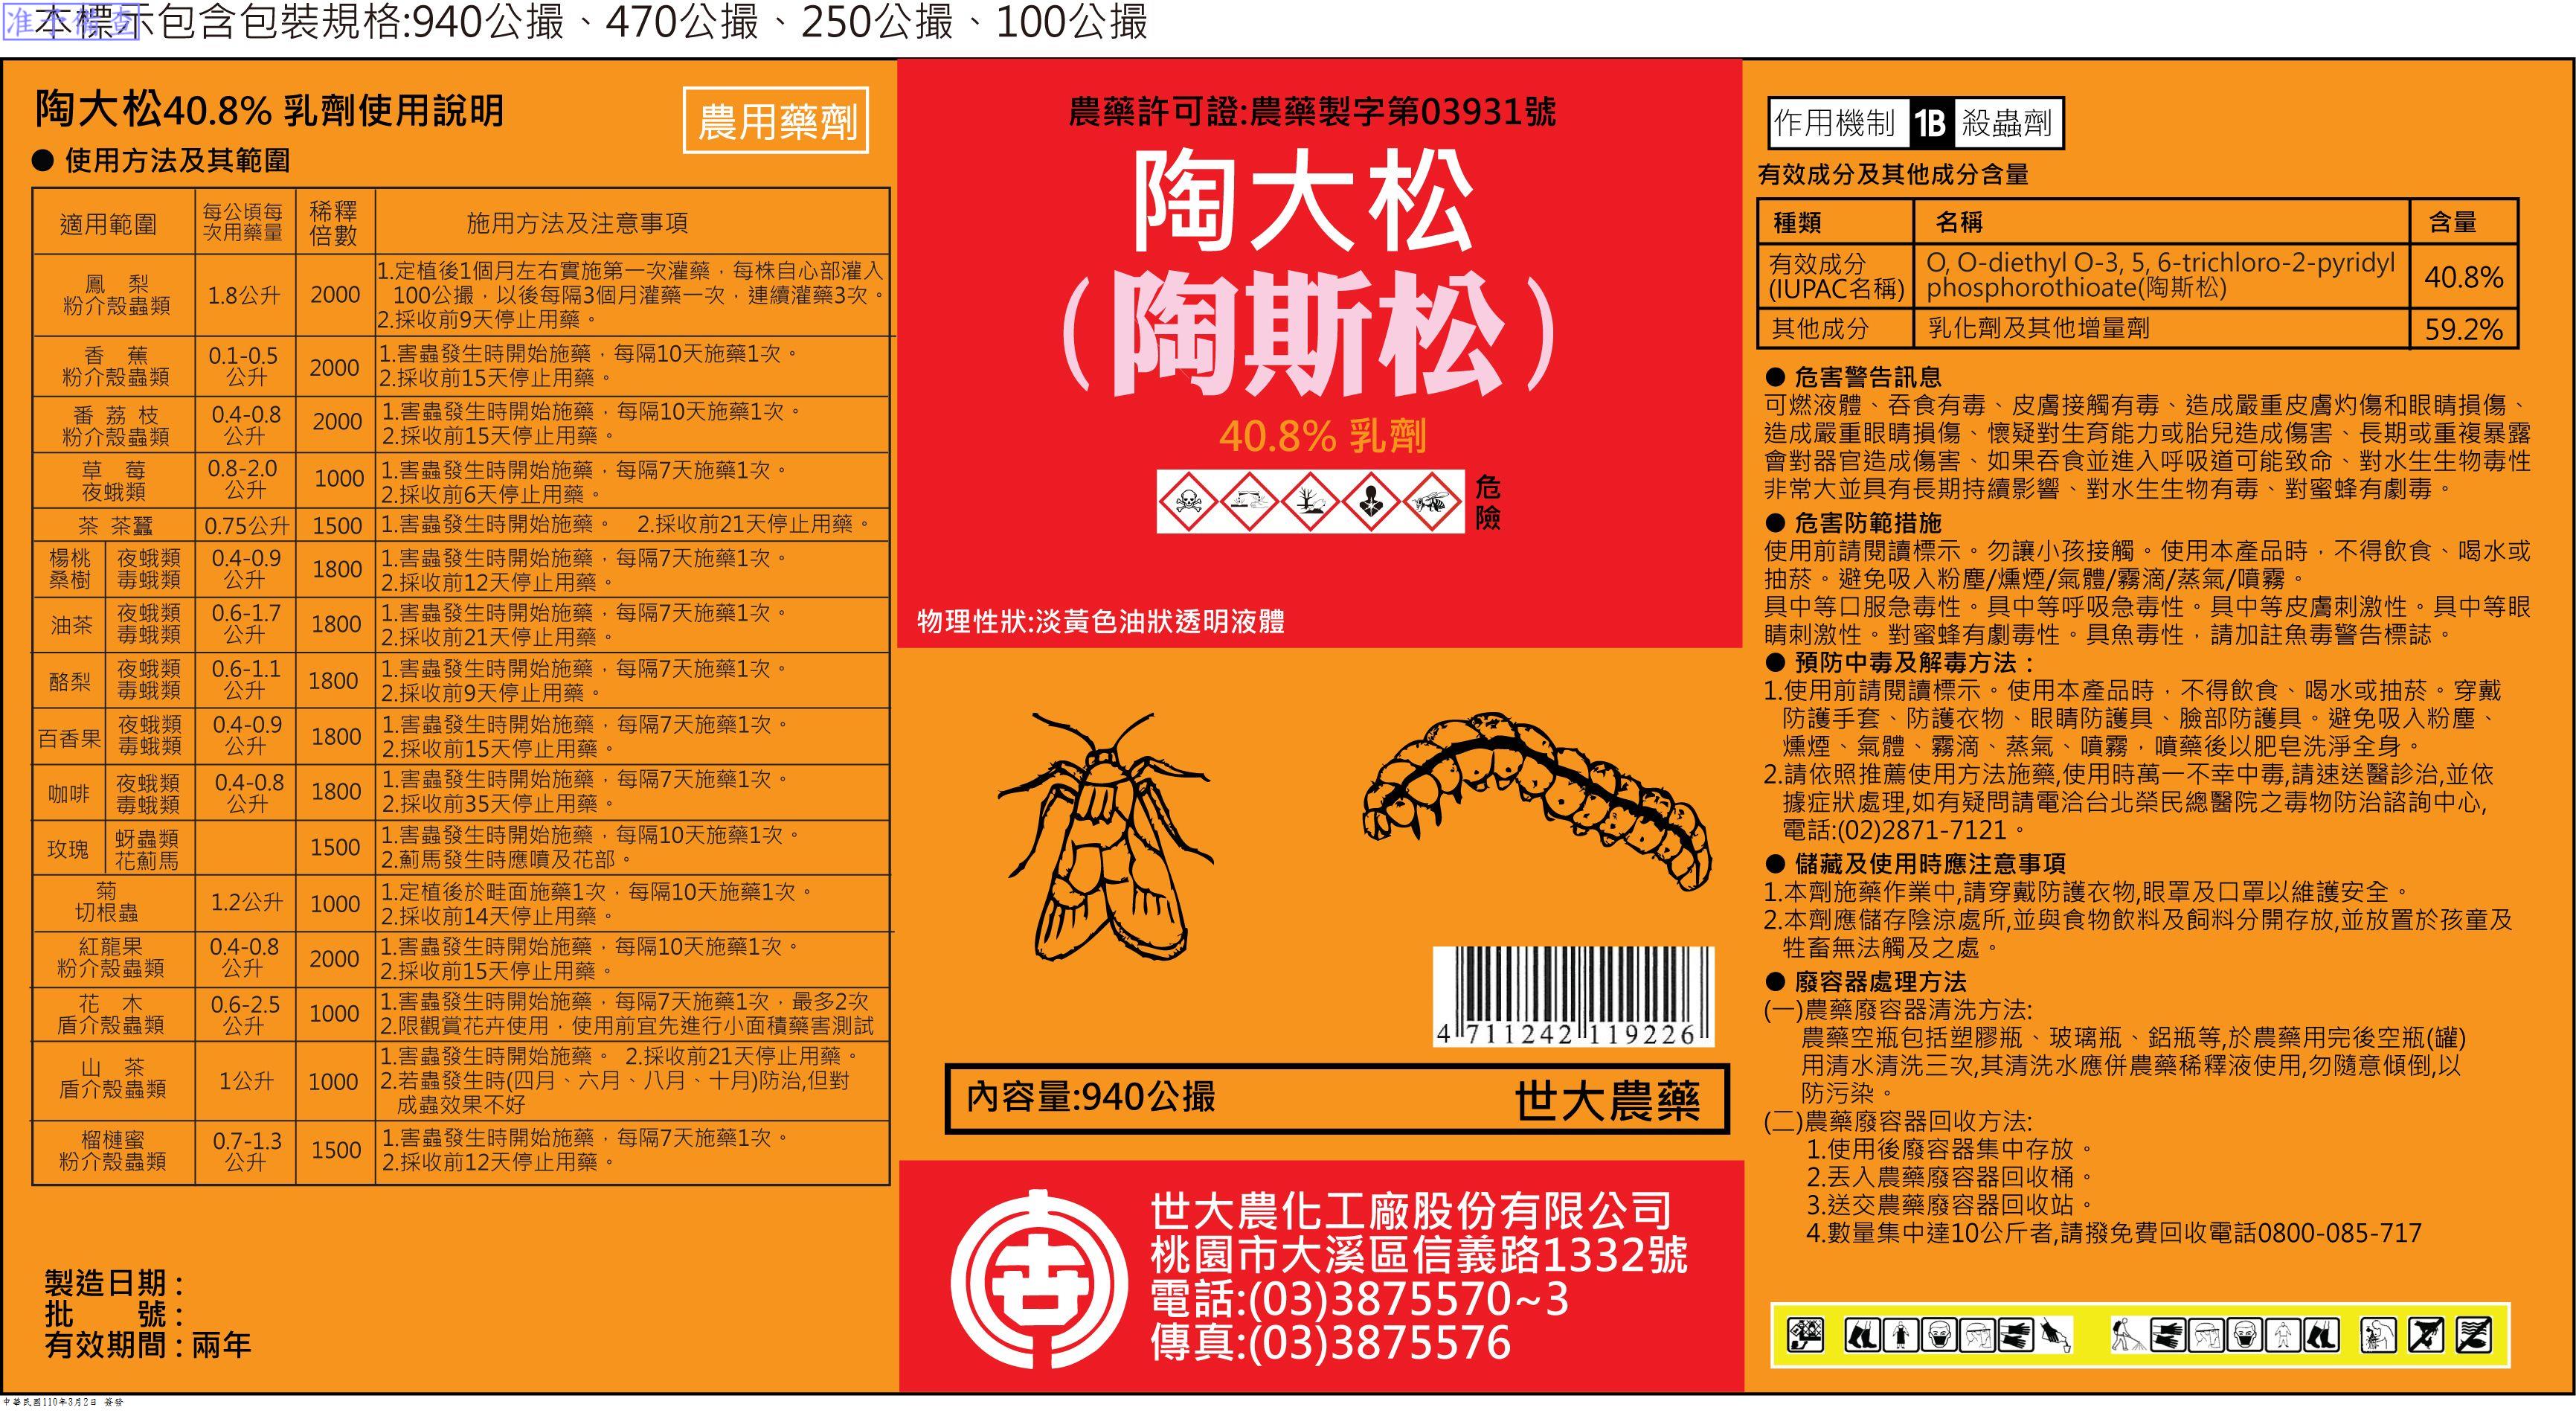 本標示包含包裝規格:940公撮、470公撮、250公撮、100公撮
准予備查
陶大松40.8% 乳劑使用說明
農用藥劑
● 使用方法及其範圍
適用範圍 每公頃每次用藥量 稀釋倍數 施用方法及注意事項
鳳 梨 粉介殼蟲類 1.8公升 2000 1.定植後1個月左右實施第一次灌藥，每株自心部灌入
100公撮，以後每隔3個月灌藥一次，連續灌藥3次。
2.採收前9天停止用藥。
香 蕉 粉介殼蟲類 0.1-0.5公升 2000 1.害蟲發生時開始施藥，每隔10天施藥1次。
2.採收前15天停止用藥。
番 荔 枝 粉介殼蟲類 0.4-0.8公升 2000 1.害蟲發生時開始施藥，每隔10天施藥1次。
2.採收前15天停止用藥。
草 莓 夜蛾類 0.8-2.0公升 1000 1.害蟲發生時開始施藥，每隔7天施藥1次。
2.採收前6天停止用藥。
茶 茶蠶 0.75公升 1500 1.害蟲發生時開始施藥。 2.採收前21天停止用藥。
楊桃 桑樹 夜蛾類 毒蛾類 0.4-0.9公升 1800 1.害蟲發生時開始施藥，每隔7天施藥1次。
2.採收前12天停止用藥。
油茶 夜蛾類 毒蛾類 0.6-1.7公升 1800 1.害蟲發生時開始施藥，每隔7天施藥1次。
2.採收前21天停止用藥。
酪梨 夜蛾類 毒蛾類 0.6-1.1公升 1800 1.害蟲發生時開始施藥，每隔7天施藥1次。
2.採收前9天停止用藥。
百香果 夜蛾類 毒蛾類 0.4-0.9公升 1800 1.害蟲發生時開始施藥，每隔7天施藥1次。
2.採收前15天停止用藥。
咖啡 夜蛾類 毒蛾類 0.4-0.8公升 1800 1.害蟲發生時開始施藥，每隔7天施藥1次。
2.採收前35天停止用藥。
玫瑰 蚜蟲類 花薊馬 1500 1.害蟲發生時開始施藥，每隔10天施藥1次。
2.薊馬發生時應噴及花部。
菊 切根蟲 1.2公升 1000 1.定植後於畦面施藥1次，每隔10天施藥1次。
2.採收前14天停止用藥。
紅龍果 粉介殼蟲類 0.4-0.8公升 2000 1.害蟲發生時開始施藥，每隔10天施藥1次。
2.採收前15天停止用藥。
花 木 盾介殼蟲類 0.6-2.5公升 1000 1.害蟲發生時開始施藥，每隔7天施藥1次，最多2次
2.限觀賞花卉使用，使用前宜先進行小面積藥害測試
山 茶 盾介殼蟲類 1公升 1000 1.害蟲發生時開始施藥。 2.採收前21天停止用藥。
2.若蟲發生時(四月、六月、八月、十月)防治,但對
成蟲效果不好
榴槤蜜 粉介殼蟲類 0.7-1.3公升 1500 1.害蟲發生時開始施藥，每隔7天施藥1次。
2.採收前12天停止用藥。
製造日期：
批 號：
有效期間：兩年
農藥許可證:農藥製字第03931號
陶大松
(陶斯松)
40.8% 乳劑
危險
物理性狀:淡黃色油狀透明液體
4 711242 119226
內容量:940公撮 世大農藥
世大農化工廠股份有限公司
桃園市大溪區信義路1332號
電話:(03)3875570~3
傳真:(03)3875576
作用機制 1B 殺蟲劑
有效成分及其他成分含量
種類 名稱 含量
有效成分(IUPAC名稱) O, O-diethyl O-3, 5, 6-trichloro-2-pyridyl
phosphorothioate(陶斯松) 40.8%
其他成分 乳化劑及其他增量劑 59.2%
● 危害警告訊息
可燃液體、吞食有毒、皮膚接觸有毒、造成嚴重皮膚灼傷和眼睛損傷、
造成嚴重眼睛損傷、懷疑對生育能力或胎兒造成傷害、長期或重複暴露
會對器官造成傷害、如果吞食並進入呼吸道可能致命、對水生生物毒性
非常大並具有長期持續影響、對水生生物有毒、對蜜蜂有劇毒。
● 危害防範措施
使用前請閱讀標示。勿讓小孩接觸。使用本產品時，不得飲食、喝水或
抽菸。避免吸入粉塵/燻煙/氣體/霧滴/蒸氣/噴霧。
具中等口服急毒性。具中等呼吸急毒性。具中等皮膚刺激性。具中等眼
睛刺激性。對蜜蜂有劇毒性。具魚毒性，請加註魚毒警告標誌。
● 預防中毒及解毒方法：
1.使用前請閱讀標示。使用本產品時，不得飲食、喝水或抽菸。穿戴
防護手套、防護衣物、眼睛防護具、臉部防護具。避免吸入粉塵、
燻煙、氣體、霧滴、蒸氣、噴霧，噴藥後以肥皂洗淨全身。
2.請依照推薦使用方法施藥,使用時萬一不幸中毒,請速送醫診治,並依
據症狀處理,如有疑問請電洽台北榮民總醫院之毒物防治諮詢中心,
電話:(02)2871-7121。
● 儲藏及使用時應注意事項
1.本劑施藥作業中,請穿戴防護衣物,眼罩及口罩以維護安全。
2.本劑應儲存陰涼處所,並與食物飲料及飼料分開存放,並放置於孩童及
牲畜無法觸及之處。
● 廢容器處理方法
(一)農藥廢容器清洗方法:
農藥空瓶包括塑膠瓶、玻璃瓶、鋁瓶等,於農藥用完後空瓶(罐)
用清水清洗三次,其清洗水應併農藥稀釋液使用,勿隨意傾倒,以
防污染。
(二)農藥廢容器回收方法:
1.使用後廢容器集中存放。
2.丟入農藥廢容器回收桶。
3.送交農藥廢容器回收站。
4.數量集中達10公斤者,請撥免費回收電話0800-085-717
中華民國110年3月2日 簽發